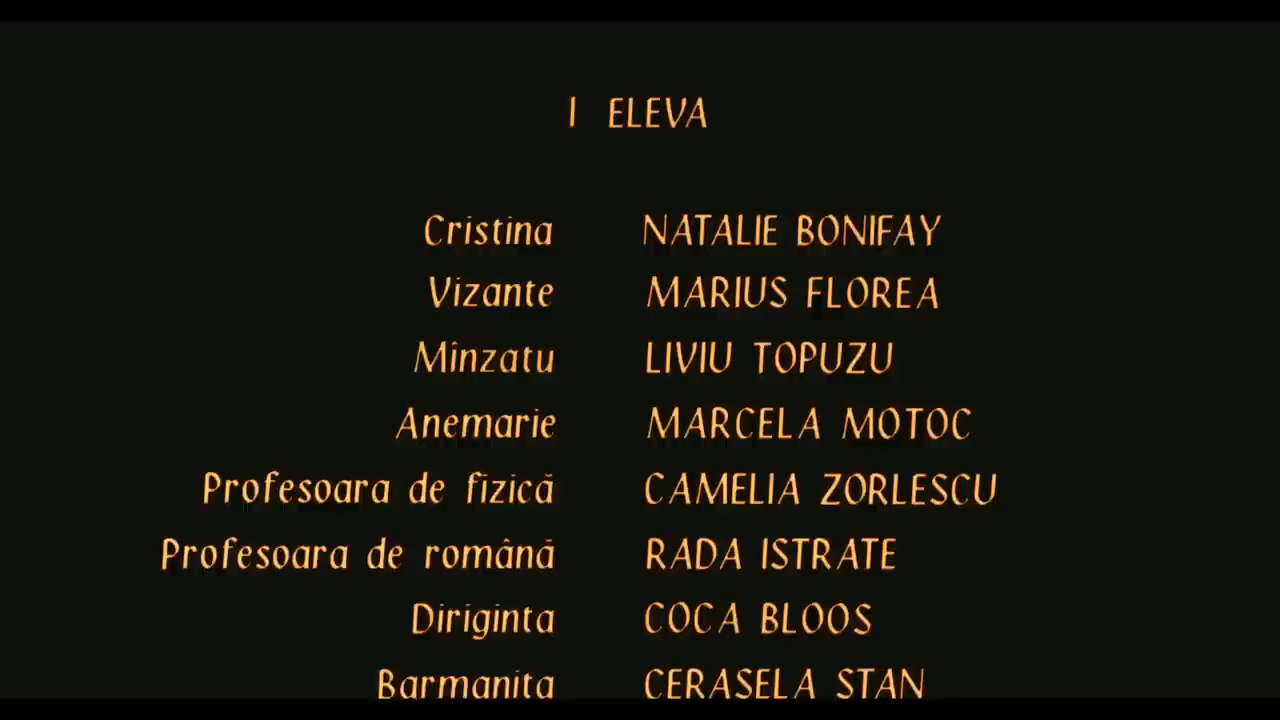 I ELEVA
Cristina NATALIE BONIFAY
Vizante MARIUS FLOREA
Mînzatu LIVIU TOPUZU
Anemarie MARCELA MOTOC
Profesoara de fizică CAMELIA ZORLESCU
Profesoara de română RADA ISTRATE
Diriginta COCA BLOOS
Barmanita CERASELA STAN